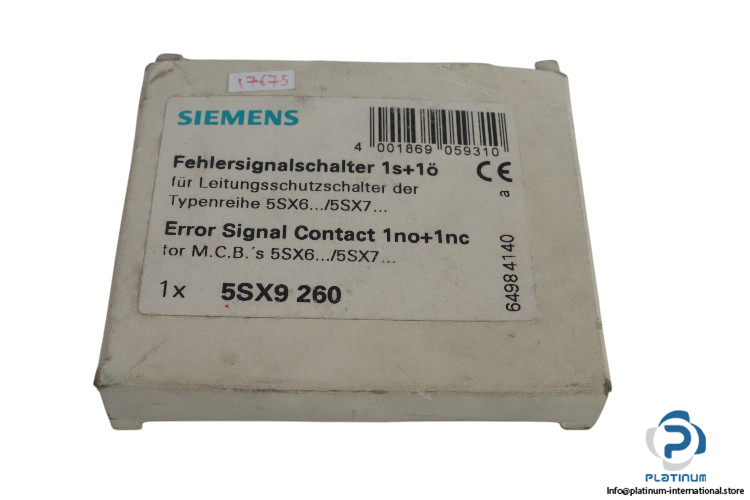 17675
SIEMENS
4 001869 059310
Fehlersignalschalter 1s+1ö
für Leitungsschutzschalter der
Typenreihe 5SX6.../5SX7...
CE
a
Error Signal Contact 1no+1nc
for M.C.B.´s 5SX6.../5SX7...
1x 5SX9 260
64984140
PLATINUM
Info@platinum-international.store